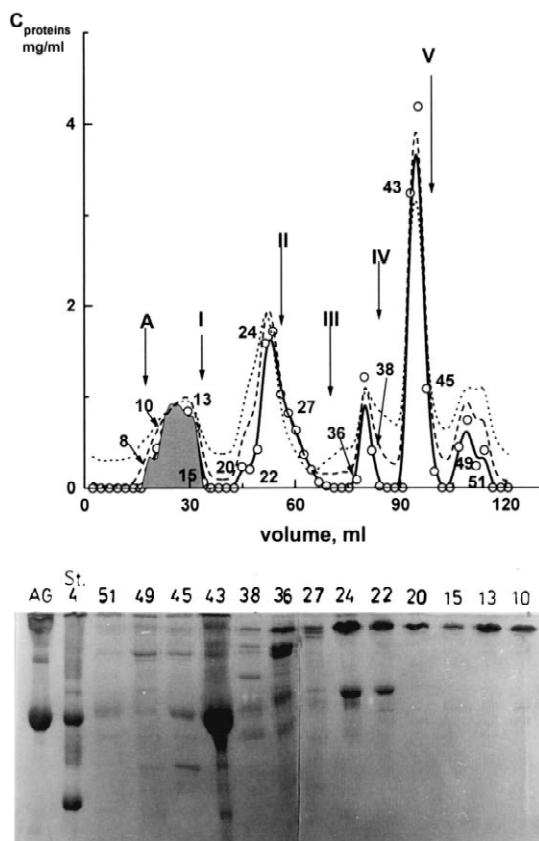 C proteins
mg/ml
V
4
43
II
IV
2
A
I
24
III
38
10
13
45
8
27
36
15
20
22
49
51
0
0 30 60 90 120
volume, ml
St.
AG 4 51 49 45 43 38 36 27 24 22 20 15 13 10